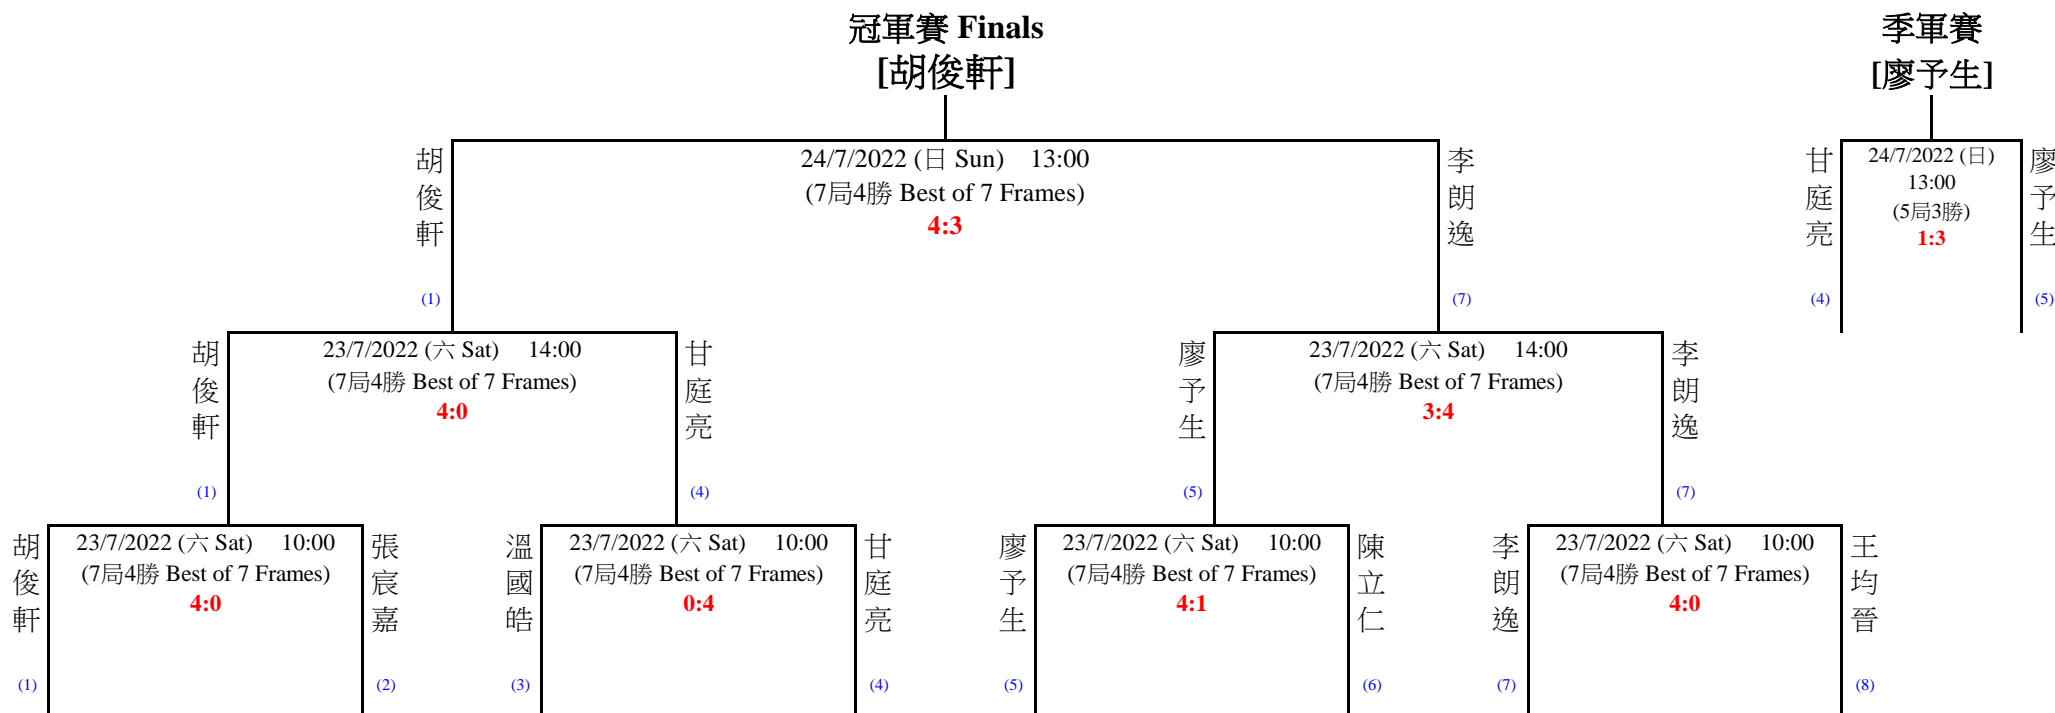 冠軍賽 Finals
[胡俊軒]
季軍賽
[廖予生]
胡俊軒
24/7/2022 (日 Sun) 13:00
(7局4勝 Best of 7 Frames)
4:3
李朗逸
(1)
(7)
甘庭亮
24/7/2022 (日)
13:00
(5局3勝)
1:3
廖予生
(4)
(5)
胡俊軒
23/7/2022 (六 Sat) 14:00
(7局4勝 Best of 7 Frames)
4:0
甘庭亮
(1)
(4)
廖予生
23/7/2022 (六 Sat) 14:00
(7局4勝 Best of 7 Frames)
3:4
李朗逸
(5)
(7)
胡俊軒
23/7/2022 (六 Sat) 10:00
(7局4勝 Best of 7 Frames)
4:0
張宸嘉
(1)
(2)
溫國皓
23/7/2022 (六 Sat) 10:00
(7局4勝 Best of 7 Frames)
0:4
甘庭亮
(3)
(4)
廖予生
23/7/2022 (六 Sat) 10:00
(7局4勝 Best of 7 Frames)
4:1
陳立仁
(5)
(6)
李朗逸
23/7/2022 (六 Sat) 10:00
(7局4勝 Best of 7 Frames)
4:0
王均晉
(7)
(8)